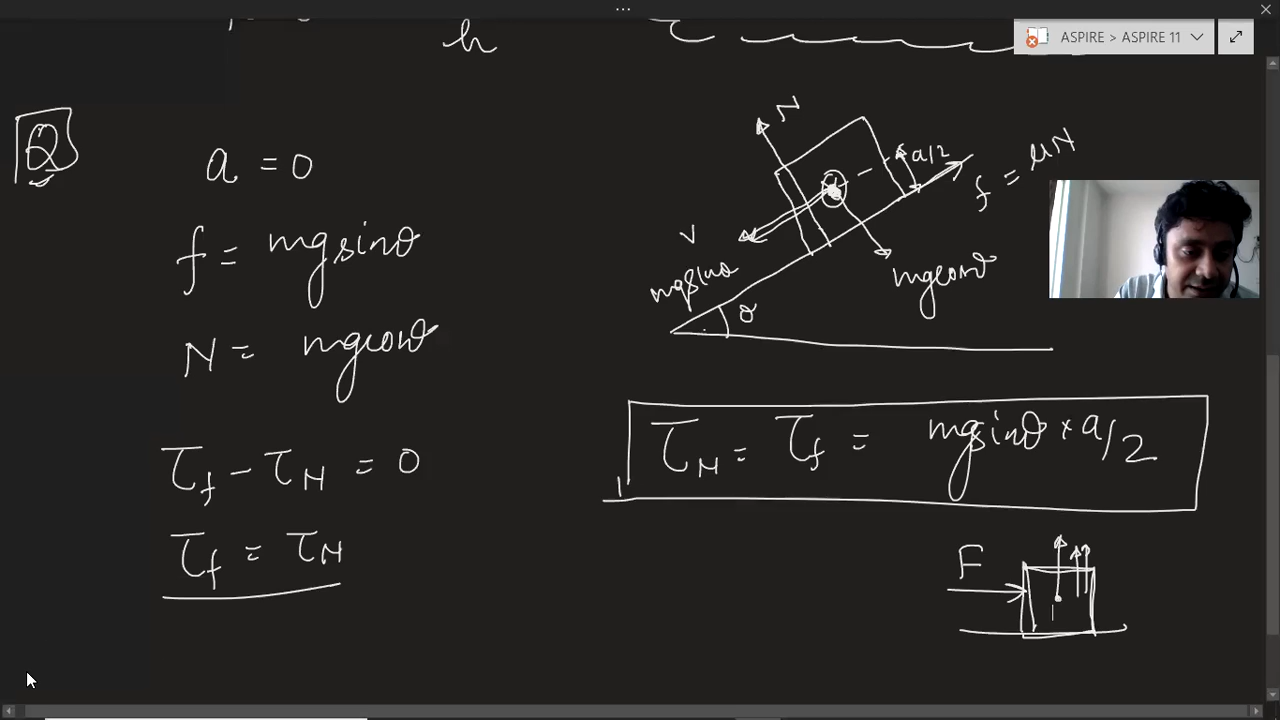 h
ASPIRE > ASPIRE 11
Q
a = 0
f = mg sinθ
N = mg cosθ
τf - τN = 0
τf = τN
N
a/2
f = μN
V
mg sinθ
mg cosθ
θ
τN = τf = mg sinθ × a/2
F